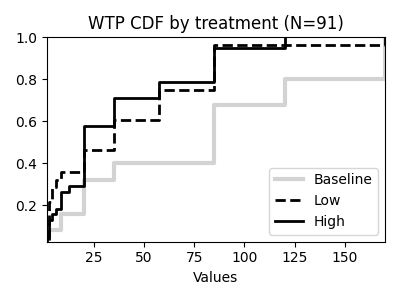 WTP CDF by treatment (N=91)
1.0
0.8
0.6
0.4
0.2
Baseline
Low
High
25 50 75 100 125 150
Values